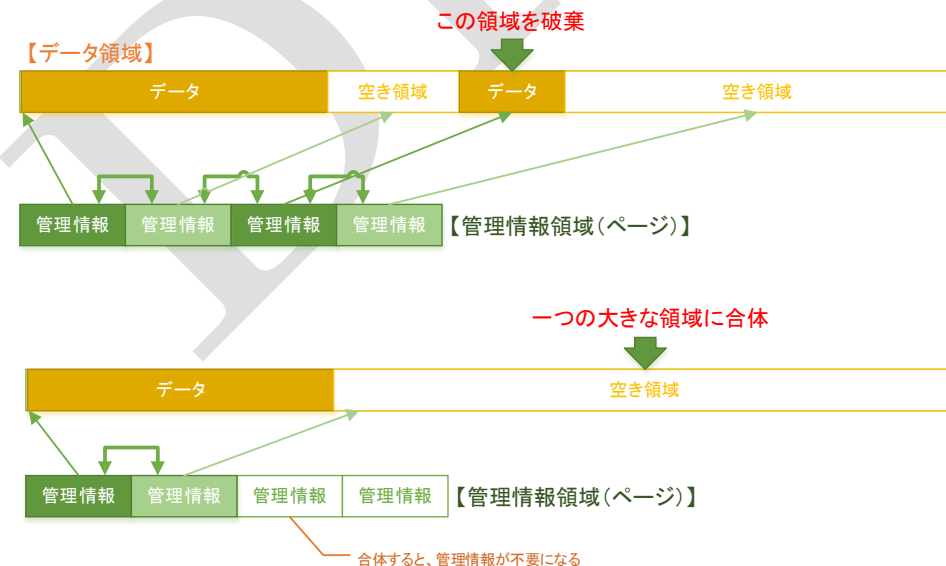 この領域を破棄
【データ領域】
データ 空き領域 データ 空き領域
管理情報 管理情報 管理情報 管理情報 【管理情報領域(ページ)】
一つの大きな領域に合体
データ 空き領域
管理情報 管理情報 管理情報 管理情報 【管理情報領域(ページ)】
合体すると、管理情報が不要になる